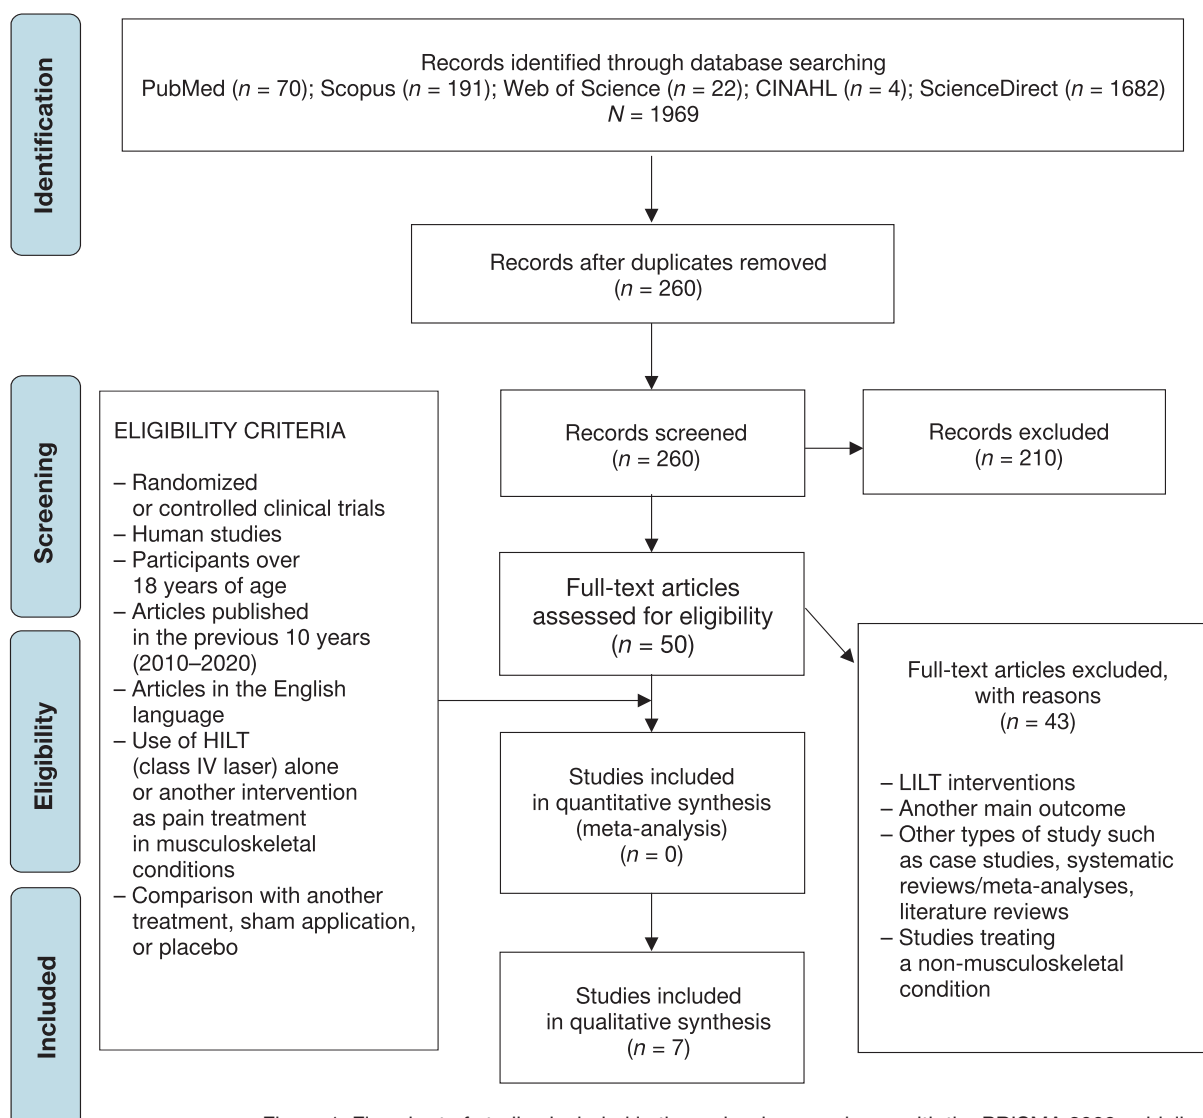 Identification
Records identified through database searching
PubMed (n = 70); Scopus (n = 191); Web of Science (n = 22); CINAHL (n = 4); ScienceDirect (n = 1682)
N = 1969
Records after duplicates removed
(n = 260)
Screening
Records screened
(n = 260)
Records excluded
(n = 210)
ELIGIBILITY CRITERIA
– Randomized
or controlled clinical trials
– Human studies
– Participants over
18 years of age
– Articles published
in the previous 10 years
(2010–2020)
– Articles in the English
language
– Use of HILT
(class IV laser) alone
or another intervention
as pain treatment
in musculoskeletal
conditions
– Comparison with another
treatment, sham application,
or placebo
Full-text articles
assessed for eligibility
(n = 50)
Eligibility
Full-text articles excluded,
with reasons
(n = 43)
– LILT interventions
– Another main outcome
– Other types of study such
as case studies, systematic
reviews/meta-analyses,
literature reviews
– Studies treating
a non-musculoskeletal
condition
Studies included
in quantitative synthesis
(meta-analysis)
(n = 0)
Included
Studies included
in qualitative synthesis
(n = 7)